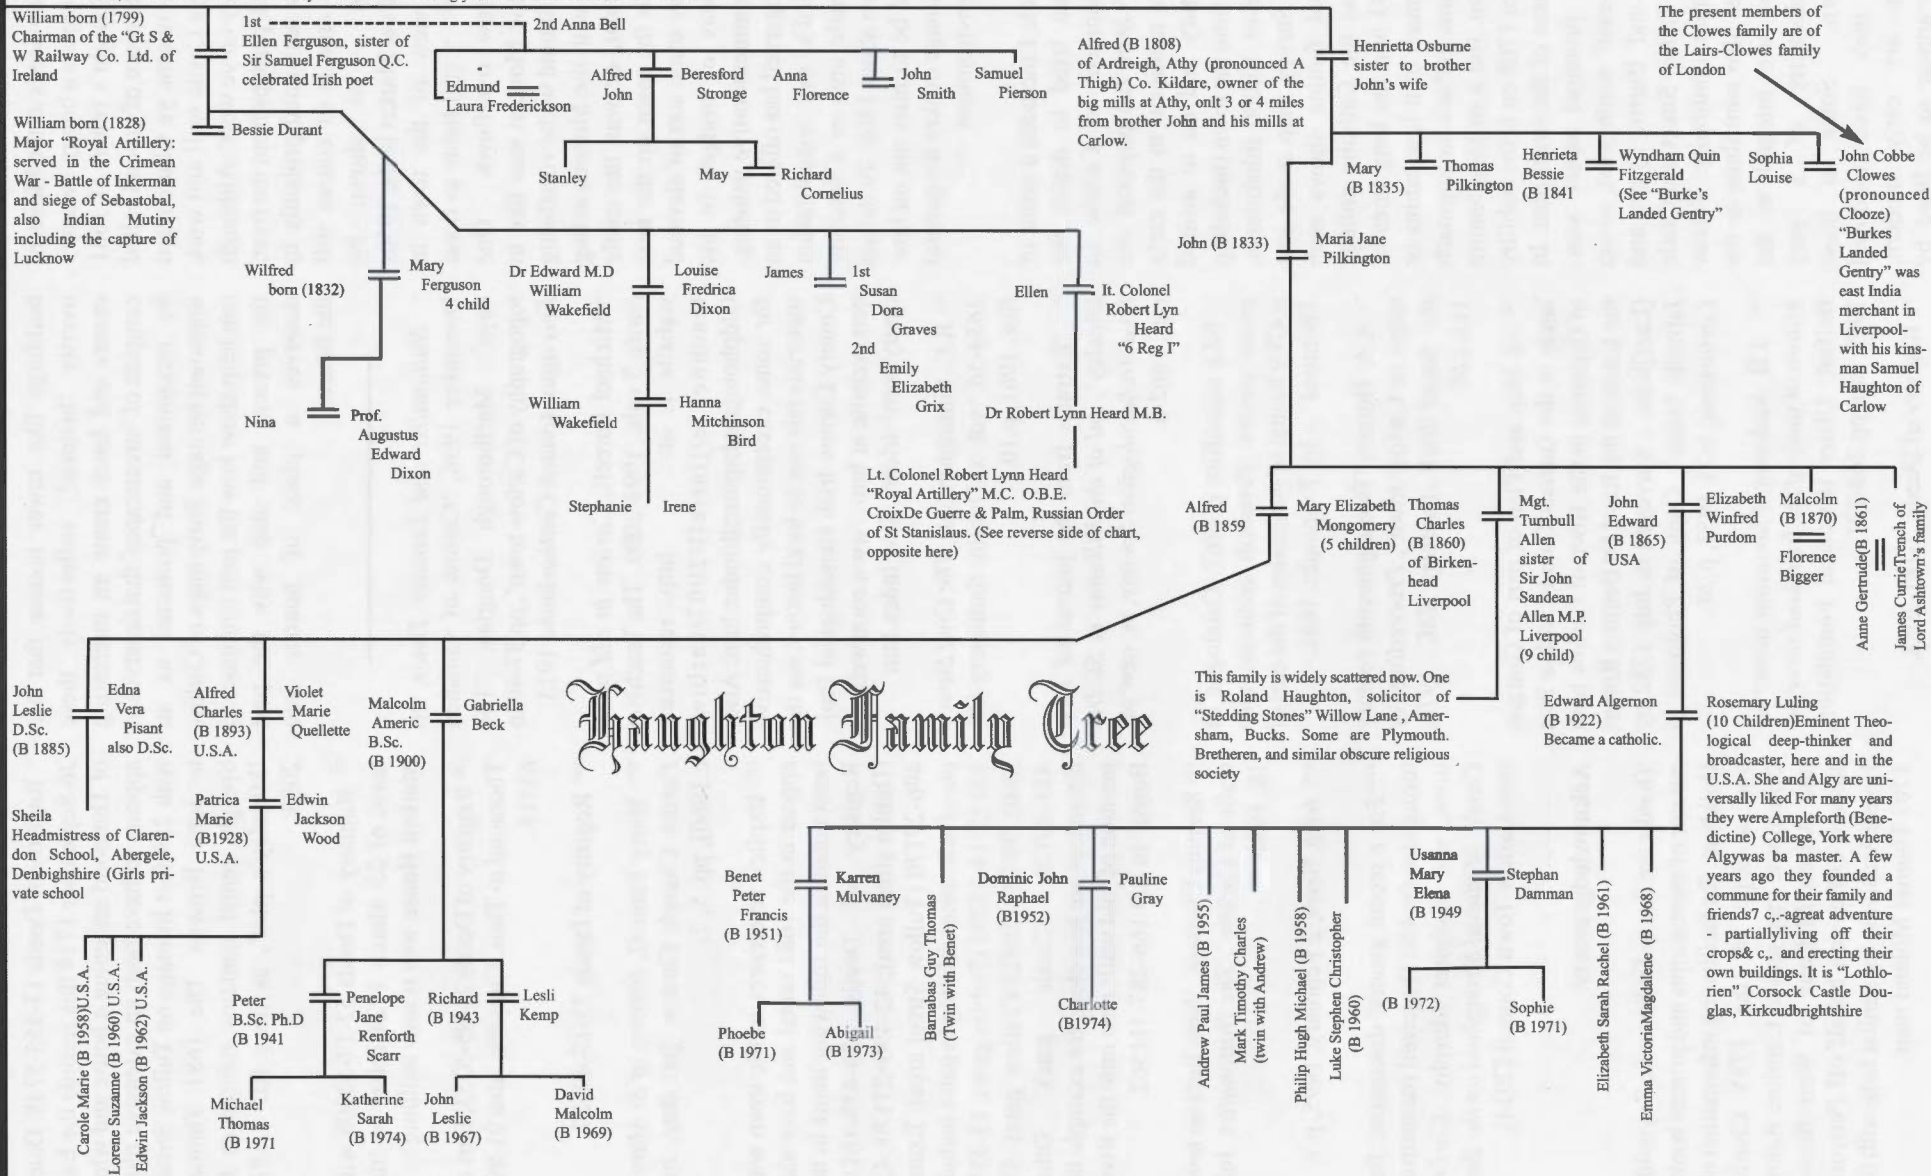 William born (1799)
Chairman of the “Gt S &
W Railway Co. Ltd. of
Ireland
1st
Ellen Ferguson, sister of
Sir Samuel Ferguson Q.C.
celebrated Irish poet
2nd Anna Bell
Edmund
Laura Frederickson
Alfred
John
Beresford
Stronge
Anna
Florence
John
Smith
Samuel
Pierson
Stanley
May
Richard
Cornelius
Alfred (B 1808)
of Ardreigh, Athy (pronounced A
Thigh) Co. Kildare, owner of the
big mills at Athy, onlt 3 or 4 miles
from brother John and his mills at
Carlow.
Henrietta Osburne
sister to brother
John's wife
The present members of
the Clowes family are of
the Lairs-Clowes family
of London
William born (1828)
Major “Royal Artillery:
served in the Crimean
War - Battle of Inkerman
and siege of Sebastobal,
also Indian Mutiny
including the capture of
Lucknow
Bessie Durant
Mary
(B 1835)
Thomas
Pilkington
Henrieta
Bessie
(B 1841
Wyndham Quin
Fitzgerald
(See “Burke's
Landed Gentry”
Sophia
Louise
John Cobbe
Clowes
(pronounced
Clooze)
“Burkes
Landed
Gentry” was
east India
merchant in
Liverpool-
with his kins-
man Samuel
Haughton of
Carlow
John (B 1833)
Maria Jane
Pilkington
Wilfred
born (1832)
Mary
Ferguson
4 child
Dr Edward M.D
William
Wakefield
Louise
Fredrica
Dixon
James
1st
Susan
Dora
Graves
2nd
Emily
Elizabeth
Grix
Ellen
It. Colonel
Robert Lyn
Heard
“6 Reg I”
Nina
Prof.
Augustus
Edward
Dixon
William
Wakefield
Hanna
Mitchinson
Bird
Dr Robert Lynn Heard M.B.
Stephanie
Irene
Lt. Colonel Robert Lynn Heard
“Royal Artillery” M.C. O.B.E.
CroixDe Guerre & Palm, Russian Order
of St Stanislaus. (See reverse side of chart,
opposite here)
Alfred
(B 1859
Mary Elizabeth
Mongomery
(5 children)
Thomas
Charles
(B 1860)
of Birken-
head
Liverpool
Mgt.
Turnbull
Allen
sister of
Sir John
Sandean
Allen M.P.
Liverpool
(9 child)
John
Edward
(B 1865)
USA
Elizabeth
Winfred
Purdom
Malcolm
(B 1870)
Florence
Bigger
Anne Gertrude(B 1861)
James CurrieTrench of
Lord Ashtown's family
John
Leslie
D.Sc.
(B 1885)
Edna
Vera
Pisant
also D.Sc.
Alfred
Charles
(B 1893)
U.S.A.
Violet
Marie
Quellette
Malcolm
Americ
B.Sc.
(B 1900)
Gabriella
Beck
Haughton Family Tree
This family is widely scattered now. One
is Roland Haughton, solicitor of
“Stedding Stones” Willow Lane , Amer-
sham, Bucks. Some are Plymouth.
Bretheren, and similar obscure religious
society
Edward Algernon
(B 1922)
Became a catholic.
Rosemary Luling
(10 Children)Eminent Theo-
logical deep-thinker and
broadcaster, here and in the
U.S.A. She and Algy are uni-
versally liked For many years
they were Ampleforth (Bene-
dictine) College, York where
Algywas ba master. A few
years ago they founded a
commune for their family and
friends7 c,.-agreat adventure
- partiallyliving off their
crops& c,. and erecting their
own buildings. It is “Lothlo-
rien” Corsock Castle Dou-
glas, Kirkcudbrightshire
Sheila
Headmistress of Claren-
don School, Abergele,
Denbighshire (Girls pri-
vate school
Patrica
Marie
(B1928)
U.S.A.
Edwin
Jackson
Wood
Benet
Peter
Francis
(B 1951)
Karren
Mulvaney
Barnabas Guy Thomas
(Twin with Benet)
Dominic John
Raphael
(B1952)
Pauline
Gray
Andrew Paul James (B 1955)
Mark Timothy Charles
(twin with Andrew)
Philip Hugh Michael (B 1958)
Luke Stephen Christopher
(B 1960)
Usanna
Mary
Elena
(B 1949
Stephan
Damman
Elizabeth Sarah Rachel (B 1961)
Emma VictoriaMagdalene (B 1968)
Carole Marie (B 1958)U.S.A.
Lorene Suzanne (B 1960) U.S.A.
Edwin Jackson (B 1962) U.S.A.
Peter
B.Sc. Ph.D
(B 1941
Penelope
Jane
Renforth
Scarr
Richard
(B 1943
Lesli
Kemp
Phoebe
(B 1971)
Abigail
(B 1973)
Charlotte
(B1974)
(B 1972)
Sophie
(B 1971)
Michael
Thomas
(B 1971
Katherine
Sarah
(B 1974)
John
Leslie
(B 1967)
David
Malcolm
(B 1969)